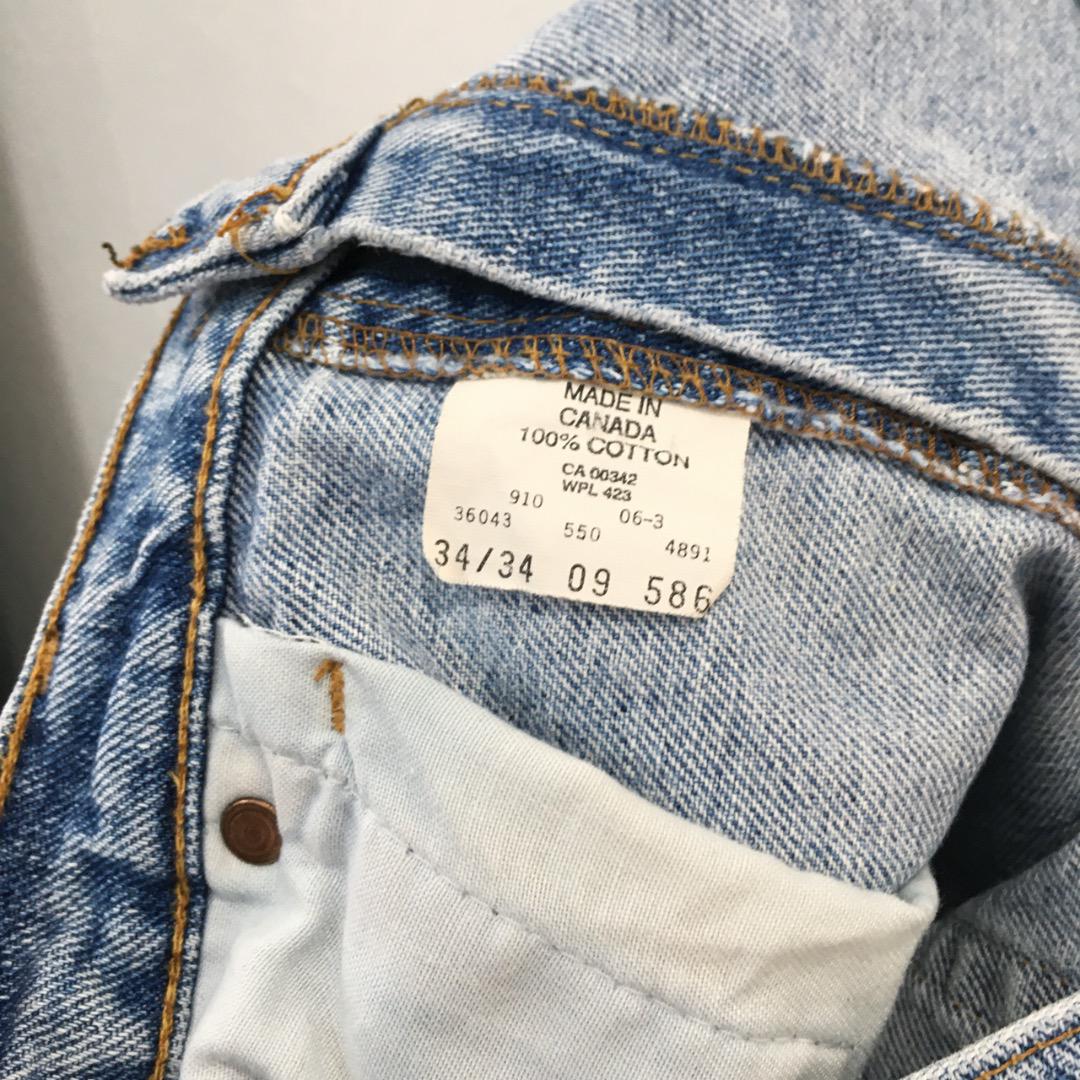 MADE IN
CANADA
100% COTTON
CA 00342
WPL 423
910 06-3
36043 550 4891
34/34 09 586